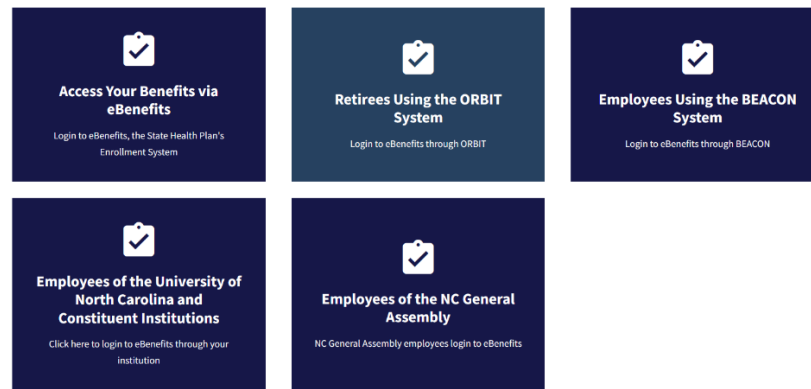 Access Your Benefits via
eBenefits
Login to eBenefits, the State Health Plan's
Enrollment System
Retirees Using the ORBIT
System
Login to eBenefits through ORBIT
Employees Using the BEACON
System
Login to eBenefits through BEACON
Employees of the University of
North Carolina and
Constituent Institutions
Click here to login to eBenefits through your
institution
Employees of the NC General
Assembly
NC General Assembly employees login to eBenefits